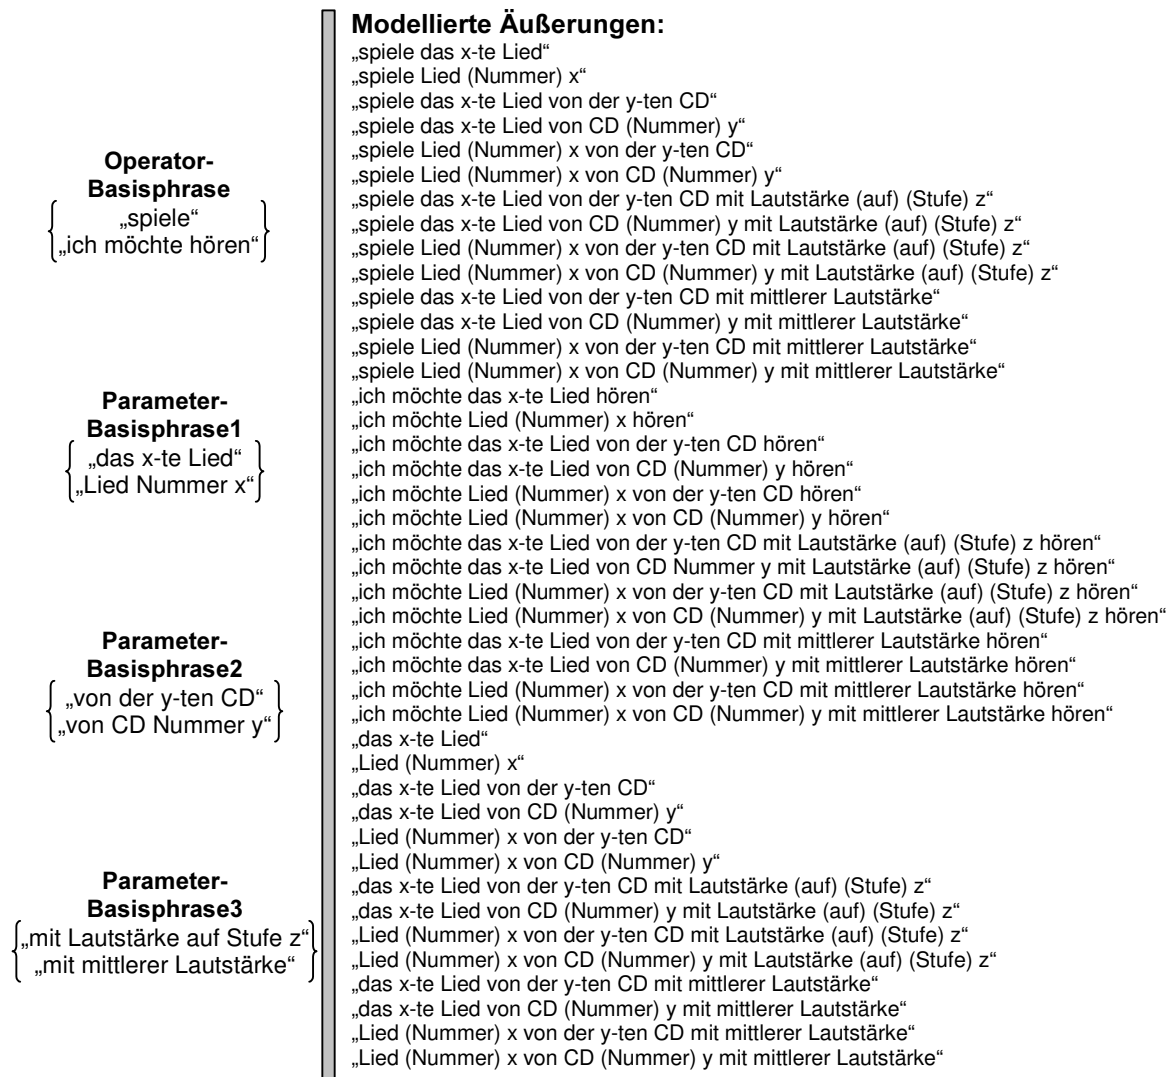 Operator-
Basisphrase
„spiele“
„ich möchte hören“
Parameter-
Basisphrase1
„das x-te Lied“
„Lied Nummer x“
Parameter-
Basisphrase2
„von der y-ten CD“
„von CD Nummer y“
Parameter-
Basisphrase3
„mit Lautstärke auf Stufe z“
„mit mittlerer Lautstärke“
Modellierte Äußerungen:
„spiele das x-te Lied“
„spiele Lied (Nummer) x“
„spiele das x-te Lied von der y-ten CD“
„spiele das x-te Lied von CD (Nummer) y“
„spiele Lied (Nummer) x von der y-ten CD“
„spiele Lied (Nummer) x von CD (Nummer) y“
„spiele das x-te Lied von der y-ten CD mit Lautstärke (auf) (Stufe) z“
„spiele das x-te Lied von CD (Nummer) y mit Lautstärke (auf) (Stufe) z“
„spiele Lied (Nummer) x von der y-ten CD mit Lautstärke (auf) (Stufe) z“
„spiele Lied (Nummer) x von CD (Nummer) y mit Lautstärke (auf) (Stufe) z“
„spiele das x-te Lied von der y-ten CD mit mittlerer Lautstärke“
„spiele das x-te Lied von CD (Nummer) y mit mittlerer Lautstärke“
„spiele Lied (Nummer) x von der y-ten CD mit mittlerer Lautstärke“
„spiele Lied (Nummer) x von CD (Nummer) y mit mittlerer Lautstärke“
„ich möchte das x-te Lied hören“
„ich möchte Lied (Nummer) x hören“
„ich möchte das x-te Lied von der y-ten CD hören“
„ich möchte das x-te Lied von CD (Nummer) y hören“
„ich möchte Lied (Nummer) x von der y-ten CD hören“
„ich möchte Lied (Nummer) x von CD (Nummer) y hören“
„ich möchte das x-te Lied von der y-ten CD mit Lautstärke (auf) (Stufe) z hören“
„ich möchte das x-te Lied von CD Nummer y mit Lautstärke (auf) (Stufe) z hören“
„ich möchte Lied (Nummer) x von der y-ten CD mit Lautstärke (auf) (Stufe) z hören“
„ich möchte Lied (Nummer) x von CD (Nummer) y mit Lautstärke (auf) (Stufe) z hören“
„ich möchte das x-te Lied von der y-ten CD mit mittlerer Lautstärke hören“
„ich möchte das x-te Lied von CD (Nummer) y mit mittlerer Lautstärke hören“
„ich möchte Lied (Nummer) x von der y-ten CD mit mittlerer Lautstärke hören“
„ich möchte Lied (Nummer) x von CD (Nummer) y mit mittlerer Lautstärke hören“
„das x-te Lied“
„Lied (Nummer) x“
„das x-te Lied von der y-ten CD“
„das x-te Lied von CD (Nummer) y“
„Lied (Nummer) x von der y-ten CD“
„Lied (Nummer) x von CD (Nummer) y“
„das x-te Lied von der y-ten CD mit Lautstärke (auf) (Stufe) z“
„das x-te Lied von CD (Nummer) y mit Lautstärke (auf) (Stufe) z“
„Lied (Nummer) x von der y-ten CD mit Lautstärke (auf) (Stufe) z“
„Lied (Nummer) x von CD (Nummer) y mit Lautstärke (auf) (Stufe) z“
„das x-te Lied von der y-ten CD mit mittlerer Lautstärke“
„das x-te Lied von CD (Nummer) y mit mittlerer Lautstärke“
„Lied (Nummer) x von der y-ten CD mit mittlerer Lautstärke“
„Lied (Nummer) x von CD (Nummer) y mit mittlerer Lautstärke“